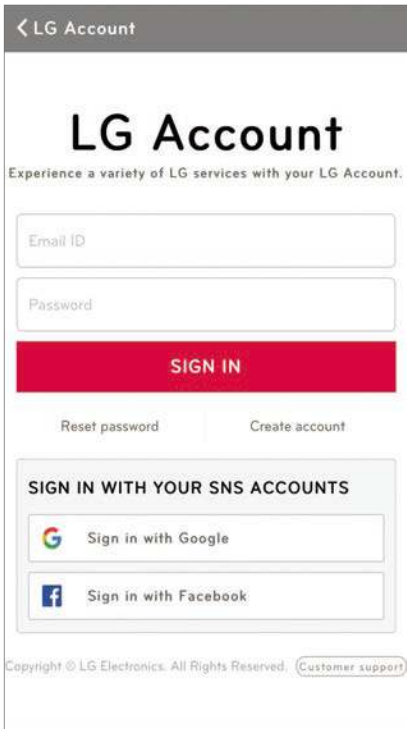 LG Account
LG Account
Experience a variety of LG services with your LG Account.
Email ID
Password
SIGN IN
Reset password Create account
SIGN IN WITH YOUR SNS ACCOUNTS
Sign in with Google
Sign in with Facebook
Copyright © LG Electronics. All Rights Reserved. Customer support